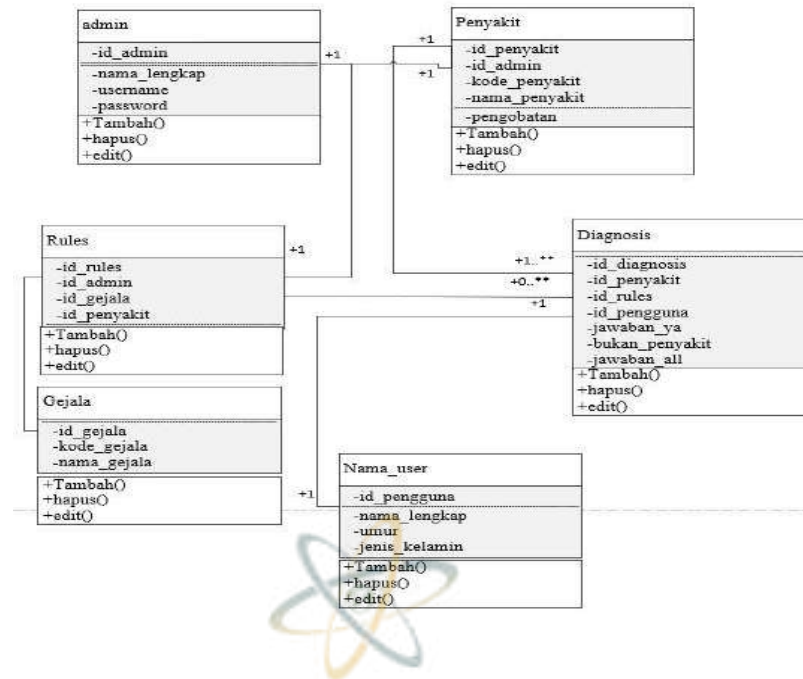 admin
-id_admin
-nama_lengkap
-username
-password
+Tambah()
+hapus()
+edit()
+1
+1
+1
Penyakit
-id_penyakit
-id_admin
-kode_penyakit
-nama_penyakit
-pengobatan
+Tambah()
+hapus()
+edit()
Rules
-id_rules
-id_admin
-id_gejala
-id_penyakit
+Tambah()
+hapus()
+edit()
+1
+1..**
+0..**
+1
Diagnosis
-id_diagnosis
-id_penyakit
-id_rules
-id_pengguna
-jawaban_ya
-bukan_penyakit
-jawaban_all
+Tambah()
+hapus()
+edit()
Gejala
-id_gejala
-kode_gejala
-nama_gejala
+Tambah()
+hapus()
+edit()
+1
Nama_user
-id_pengguna
-nama_lengkap
-umur
-jenis_kelamin
+Tambah()
+hapus()
+edit()